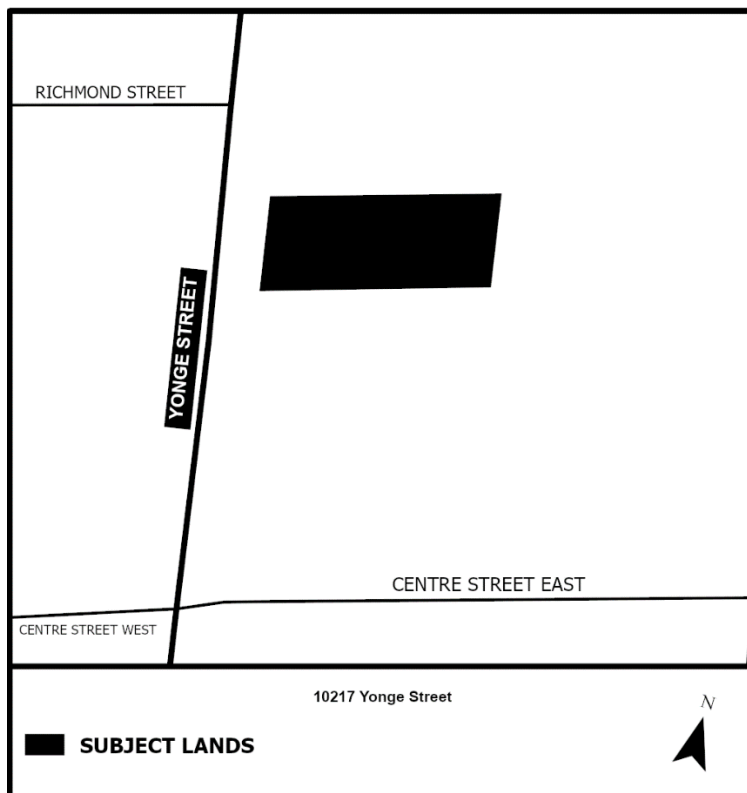 RICHMOND STREET
YONGE STREET
CENTRE STREET EAST
CENTRE STREET WEST
10217 Yonge Street
N
SUBJECT LANDS